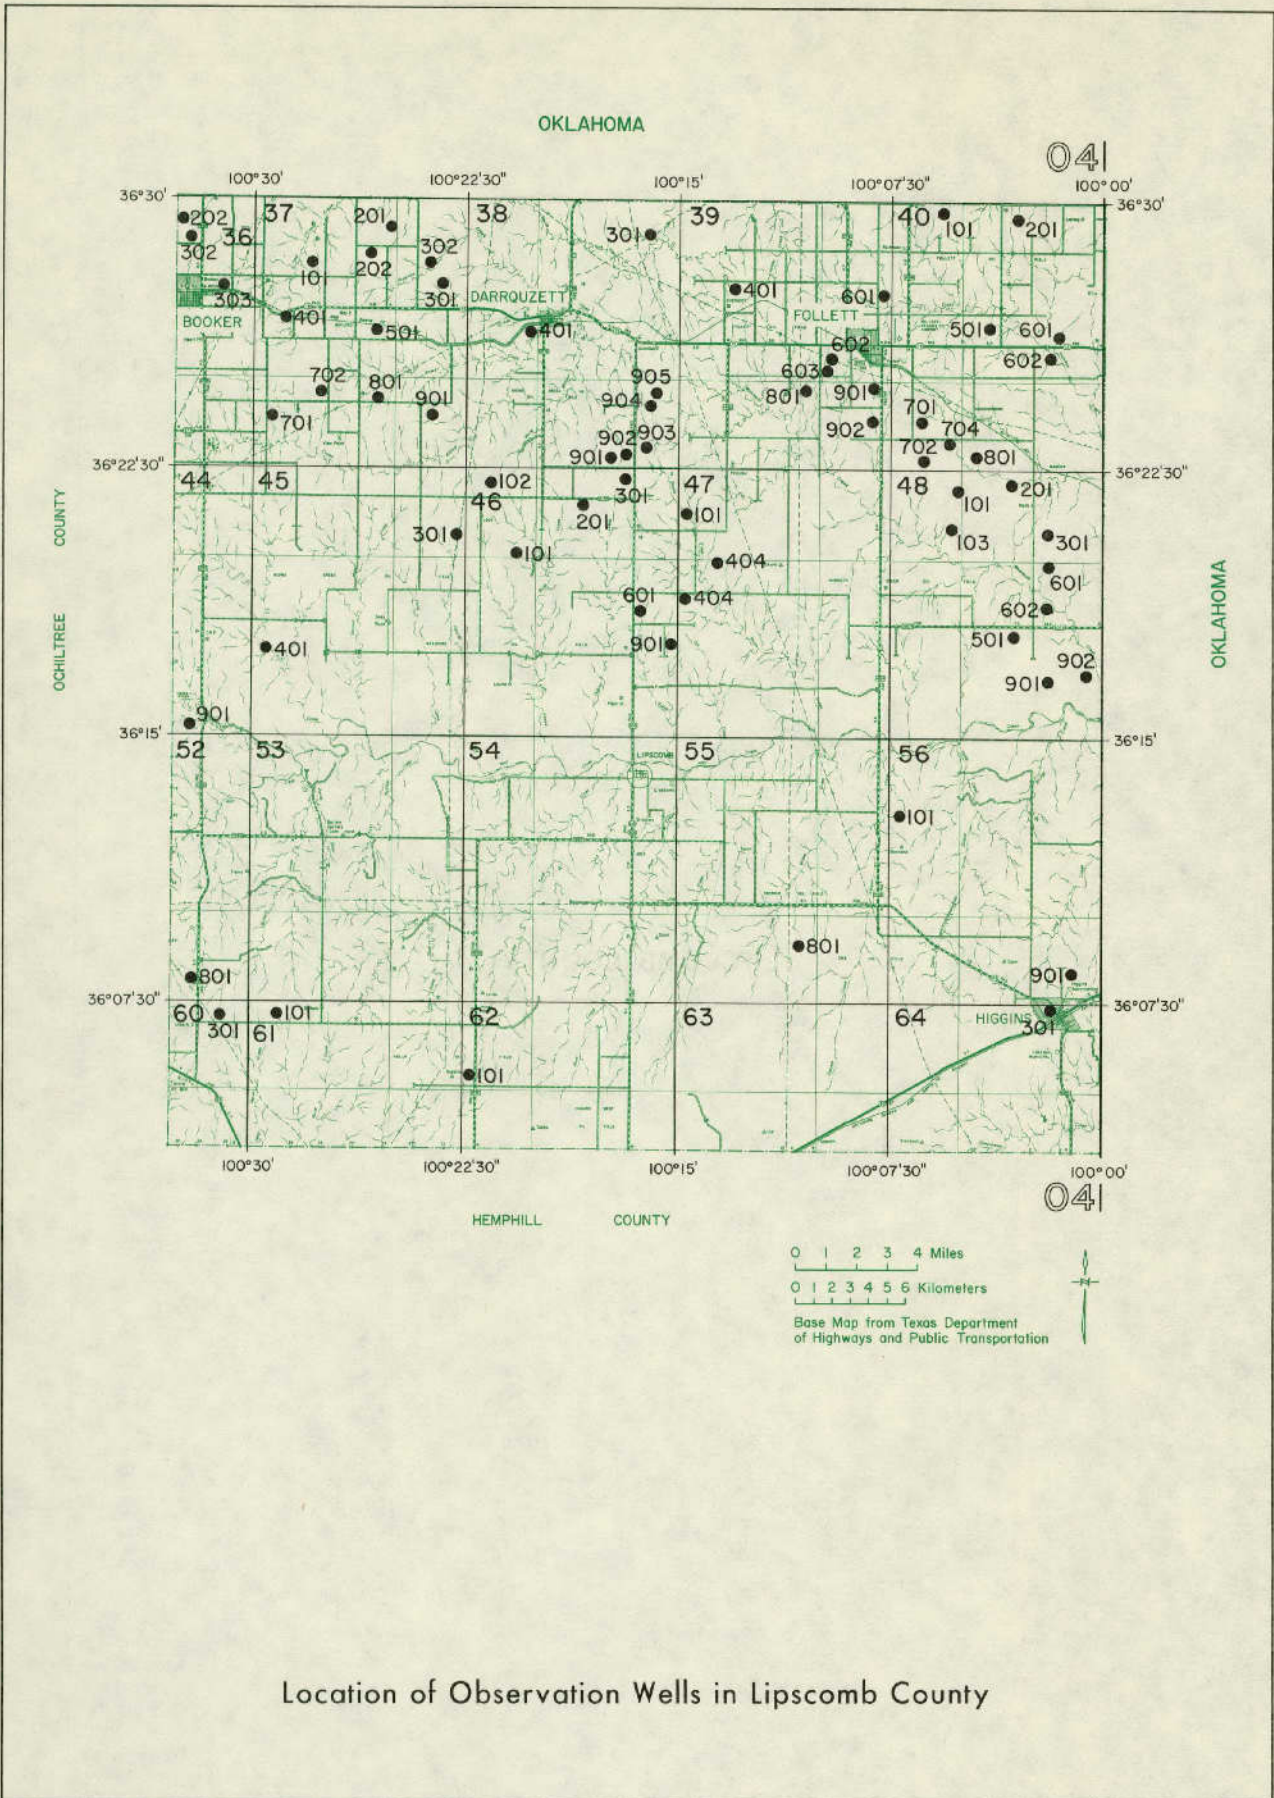 OKLAHOMA
041
100°30' 100°22'30" 100°15' 100°07'30" 100°00'
36°30' 36°30'
202 37 201 38 39 40
36 301 101 201
302 302
101 202
303 301 DARROUZETT 401 601
BOOKER 401 501 401 FOLLETT 501 601
602 602
603
702 801 905 801 901
701 901 904 701
902 704
902 903 702 801
901
36°22'30" 36°22'30"
44 45 102 46 301 47 48 201
201 101 101
301 101 103 301
404
601
601 404 602
401 901 501
902
901
OCHILTREE COUNTY
OKLAHOMA
901
36°15' 36°15'
52 53 54 LIPSCOMB 55 56
101
801
801 901
36°07'30" 36°07'30"
60 301 61 101 62 63 64 HIGGINS 301
101
100°30' 100°22'30" 100°15' 100°07'30" 100°00'
041
HEMPHILL COUNTY
0 1 2 3 4 Miles
0 1 2 3 4 5 6 Kilometers
Base Map from Texas Department
of Highways and Public Transportation
N
Location of Observation Wells in Lipscomb County